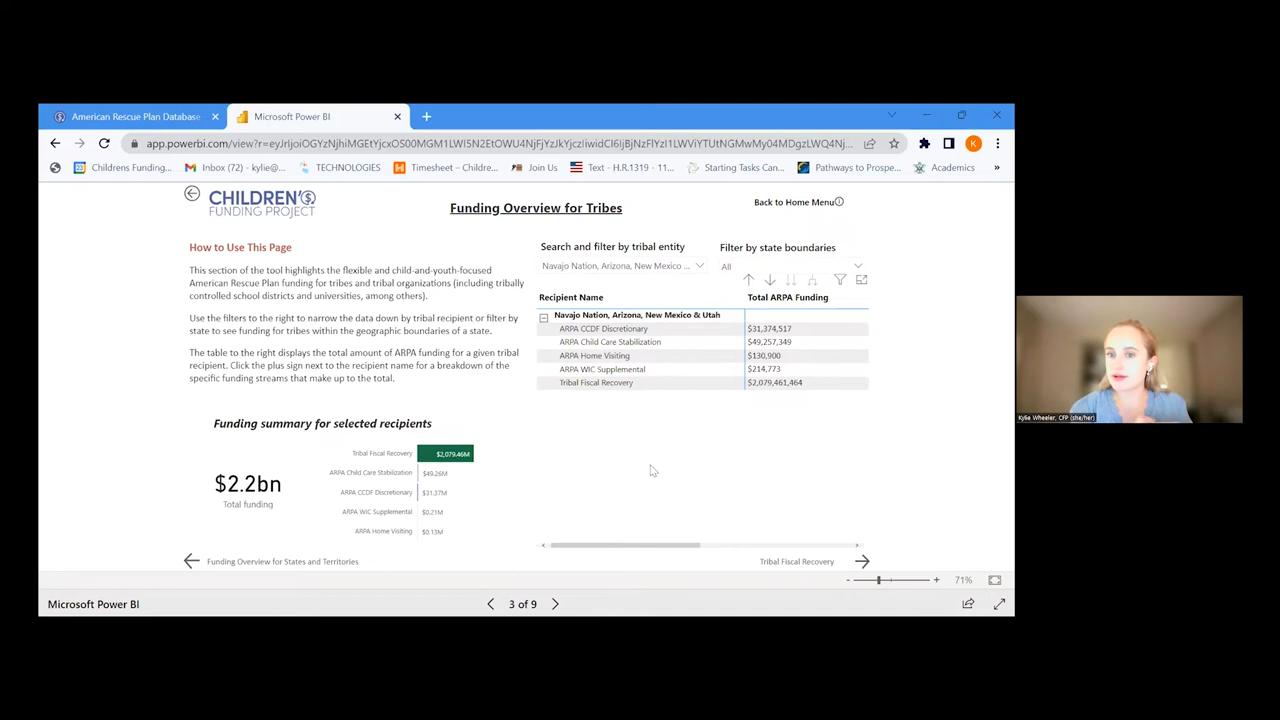 American Rescue Plan Database
Microsoft Power BI
app.powerbi.com/view?r=
Childrens Funding...
Inbox (72) - kylie@...
TECHNOLOGIES
Timesheet – Childre...
Join Us
Text - H.R.1319 - 11...
Starting Tasks Can...
Pathways to Prospe...
Academics
»
CHILDREN'S
FUNDING PROJECT
Funding Overview for Tribes
Back to Home Menu
How to Use This Page
This section of the tool highlights the flexible and child-and-youth-focused
American Rescue Plan funding for tribes and tribal organizations (including tribally
controlled school districts and universities, among others).
Use the filters to the right to narrow the data down by tribal recipient or filter by
state to see funding for tribes within the geographic boundaries of a state.
The table to the right displays the total amount of ARPA funding for a given tribal
recipient. Click the plus sign next to the recipient name for a breakdown of the
specific funding streams that make up to the total.
Funding summary for selected recipients
$2.2bn
Total funding
Tribal Fiscal Recovery $2,079.46M
ARPA Child Care Stabilization $49.26M
ARPA CCDF Discretionary $31.37M
ARPA WIC Supplemental $0.21M
ARPA Home Visiting $0.13M
Search and filter by tribal entity
Navajo Nation, Arizona, New Mexico ...
Filter by state boundaries
All
Recipient Name Total ARPA Funding
Navajo Nation, Arizona, New Mexico & Utah
ARPA CCDF Discretionary $31,374,517
ARPA Child Care Stabilization $49,257,349
ARPA Home Visiting $130,900
ARPA WIC Supplemental $214,773
Tribal Fiscal Recovery $2,079,461,464
Funding Overview for States and Territories
Tribal Fiscal Recovery
71%
Microsoft Power BI
3 of 9
Kylie Wheeler, CFP (she/her)